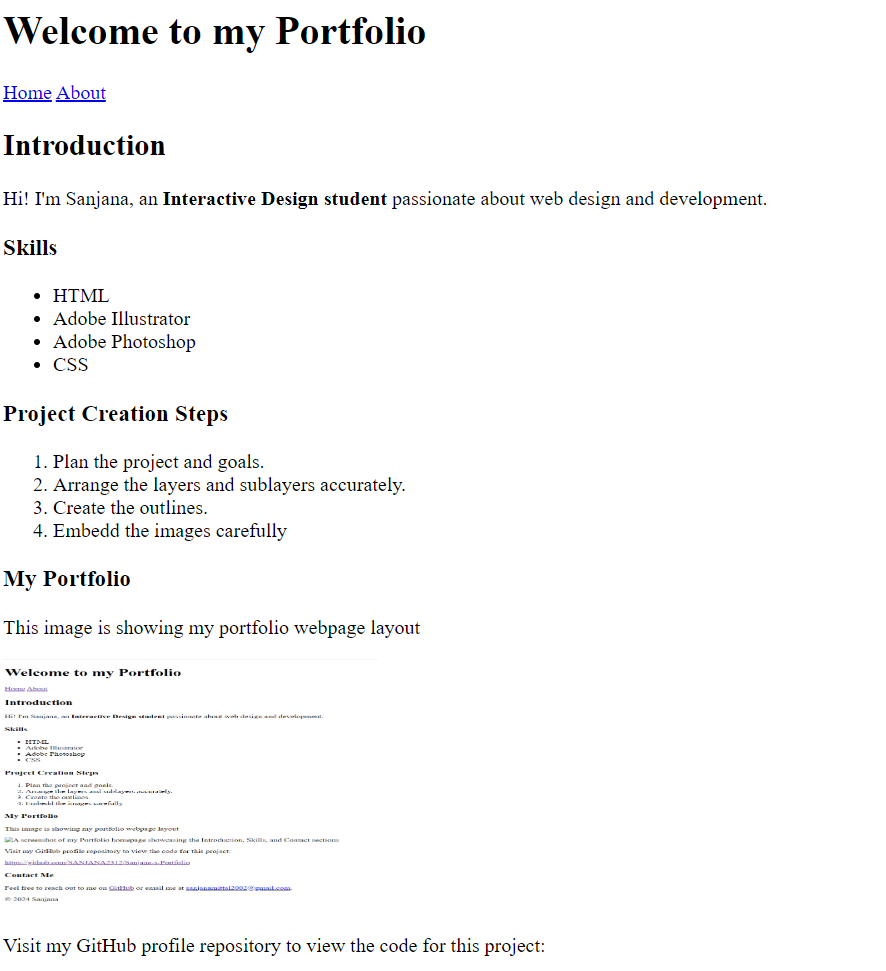 Welcome to my Portfolio
Home About
Introduction
Hi! I'm Sanjana, an Interactive Design student passionate about web design and development.
Skills
• HTML
• Adobe Illustrator
• Adobe Photoshop
• CSS
Project Creation Steps
1. Plan the project and goals.
2. Arrange the layers and sublayers accurately.
3. Create the outlines.
4. Embedd the images carefully
My Portfolio
This image is showing my portfolio webpage layout
Welcome to my Portfolio
Home About
Introduction
Hi! I'm Sanjana, an Interactive Design student passionate about web design and development.
Skills
• HTML
• Adobe Illustrator
• Adobe Photoshop
• CSS
Project Creation Steps
1. Plan the project and goals.
2. Arrange the layers and sublayers accurately.
3. Create the outlines.
4. Embedd the images carefully
My Portfolio
This image is showing my portfolio webpage layout
A screenshot of my Portfolio homepage showcasing the Introduction, Skills, and Contact sections
Visit my GitHub profile repository to view the code for this project:
https://github.com/SANJANA2312/Sanjana-s-Portfolio
Contact Me
Feel free to reach out to me on GitHub or email me at sanjanamittal2002@gmail.com.
© 2024 Sanjana
Visit my GitHub profile repository to view the code for this project: